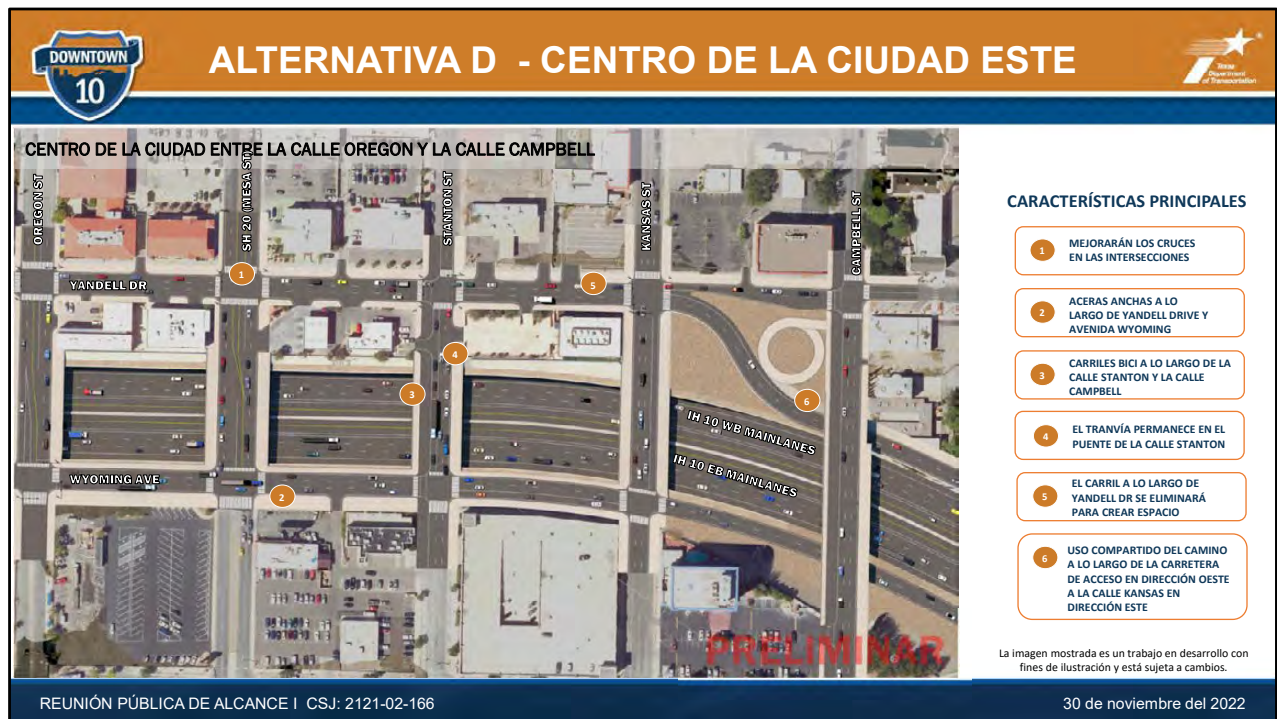 DOWNTOWN
10
ALTERNATIVA D - CENTRO DE LA CIUDAD ESTE
Texas
Department
of Transportation
CENTRO DE LA CIUDAD ENTRE LA CALLE OREGON Y LA CALLE CAMPBELL
OREGON ST
SH 20 (MESA ST)
STANTON ST
KANSAS ST
CAMPBELL ST
1
YANDELL DR
5
4
3
6
IH 10 WB MAINLANES
IH 10 EB MAINLANES
WYOMING AVE
2
PRELIMINAR
CARACTERÍSTICAS PRINCIPALES
1
MEJORARÁN LOS CRUCES
EN LAS INTERSECCIONES
2
ACERAS ANCHAS A LO
LARGO DE YANDELL DRIVE Y
AVENIDA WYOMING
3
CARRILES BICI A LO LARGO DE LA
CALLE STANTON Y LA CALLE
CAMPBELL
4
EL TRANVÍA PERMANECE EN EL
PUENTE DE LA CALLE STANTON
5
EL CARRIL A LO LARGO DE
YANDELL DR SE ELIMINARÁ
PARA CREAR ESPACIO
6
USO COMPARTIDO DEL CAMINO
A LO LARGO DE LA CARRETERA
DE ACCESO EN DIRECCIÓN OESTE
A LA CALLE KANSAS EN
DIRECCIÓN ESTE
La imagen mostrada es un trabajo en desarrollo con
fines de ilustración y está sujeta a cambios.
REUNIÓN PÚBLICA DE ALCANCE I CSJ: 2121-02-166
30 de noviembre del 2022